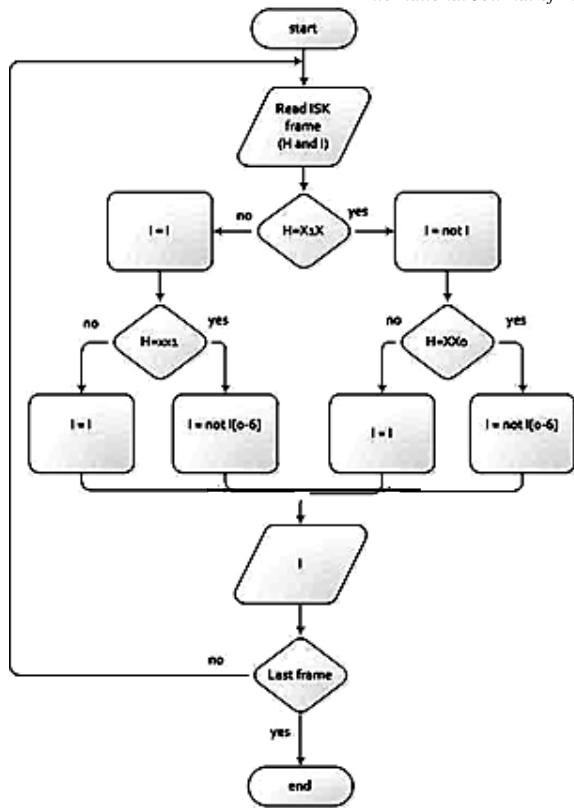 start
Read ISK
frame
(H and I)
no
H=X1X
yes
I = I
I = not I
no
H=xx1
yes
no
H=XX0
yes
I = I
I = not I[0-6]
I = I
I = not I[0-6]
I
no
Last frame
yes
end